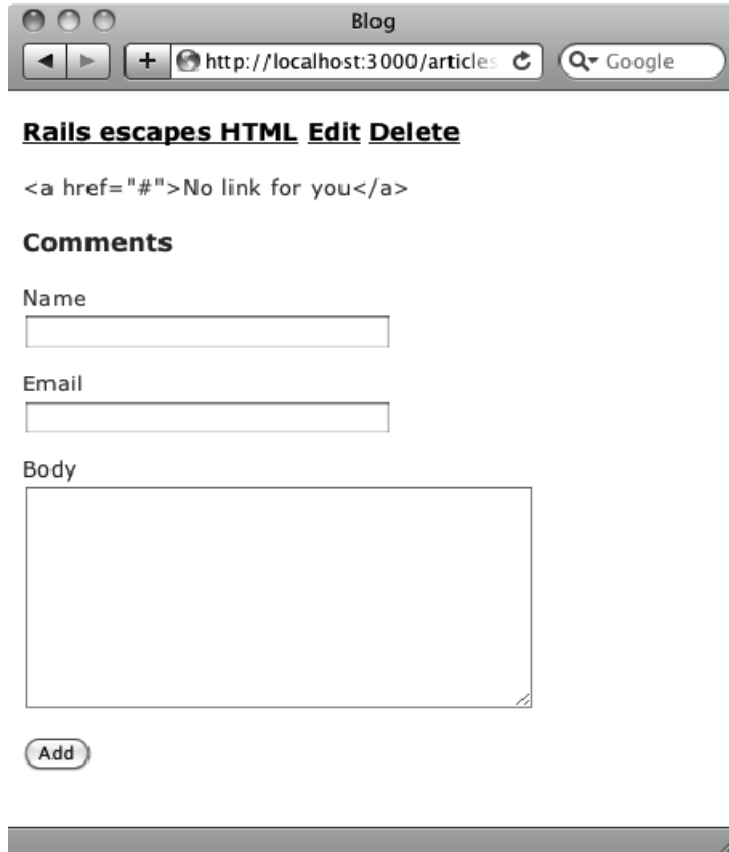 Blog
http://localhost:3000/articles
Google
Rails escapes HTML Edit Delete
<a href="#">No link for you</a>
Comments
Name
Email
Body
Add